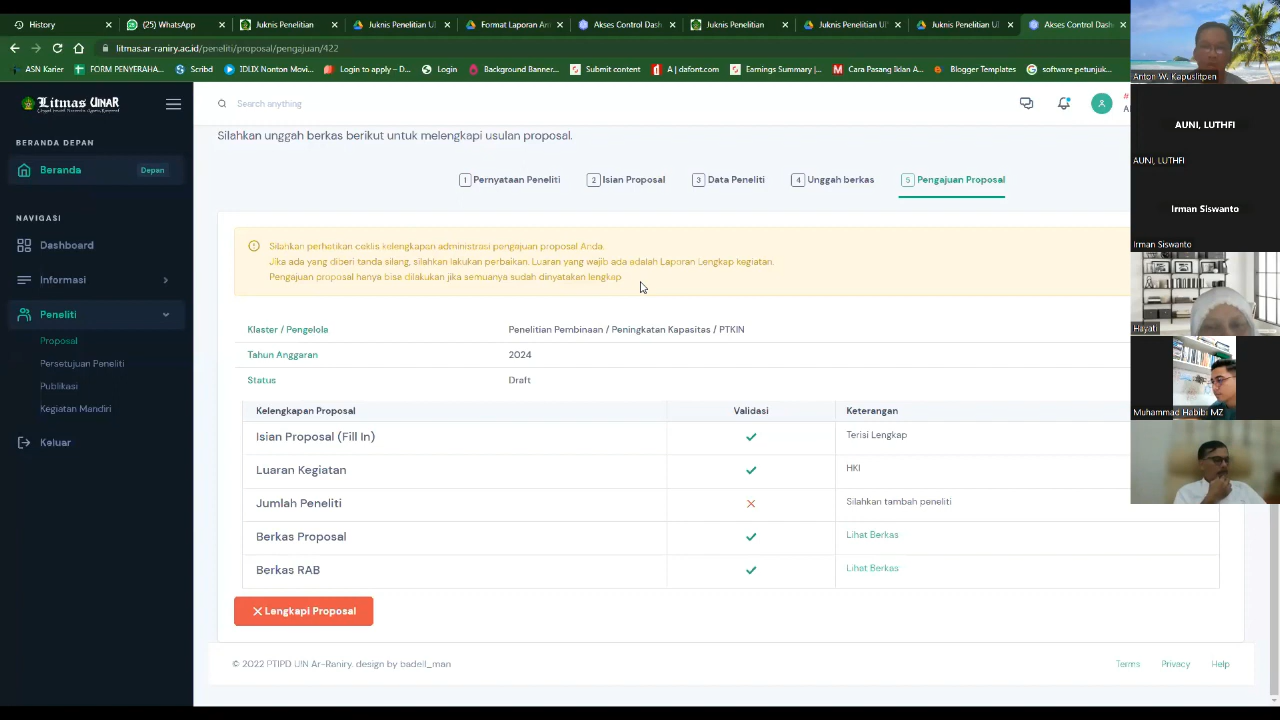 History
(25) WhatsApp
Juknis Penelitian UI
Juknis Penelitian UI
Format Laporan An
Akses Control Dash
Juknis Penelitian UI
Juknis Penelitian UI
Juknis Penelitian UI
Akses Control Dash
litmas.ar-raniry.ac.id/peneliti/proposal/pengajuan/422
ASN Karier
FORM PENYERAHA...
Scribd
IDLIX Nonton Movi...
Login to apply – D...
Login
Background Banner...
Submit content
A | dafont.com
Earnings Summary |...
Cara Pasang Iklan A...
Blogger Templates
software petunjuk...
Litmas UINAR
Search anything
Silahkan unggah berkas berikut untuk melengkapi usulan proposal.
BERANDA DEPAN
Beranda
Depan
NAVIGASI
Dashboard
Informasi
Peneliti
Proposal
Persetujuan Peneliti
Publikasi
Kegiatan Mandiri
Keluar
1 Pernyataan Peneliti
2 Isian Proposal
3 Data Peneliti
4 Unggah berkas
5 Pengajuan Proposal
Silahkan perhatikan ceklis kelengkapan administrasi pengajuan proposal Anda.
Jika ada yang diberi tanda silang, silahkan lakukan perbaikan. Luaran yang wajib ada adalah Laporan Lengkap kegiatan.
Pengajuan proposal hanya bisa dilakukan jika semuanya sudah dinyatakan lengkap
Klaster / Pengelola Penelitian Pembinaan / Peningkatan Kapasitas / PTKIN
Tahun Anggaran 2024
Status Draft
Kelengkapan Proposal Validasi Keterangan
Isian Proposal (Fill In) Terisi Lengkap
Luaran Kegiatan HKI
Jumlah Peneliti Silahkan tambah peneliti
Berkas Proposal Lihat Berkas
Berkas RAB Lihat Berkas
Lengkapi Proposal
© 2022 PTIPD UIN Ar-Raniry. design by badell_man
Terms
Privacy
Help
Anton W. Kapuslitpen
AUNI, LUTHFI
AUNI, LUTHFI
Irman Siswanto
Irman Siswanto
Hayati
Muhammad Habibi MZ